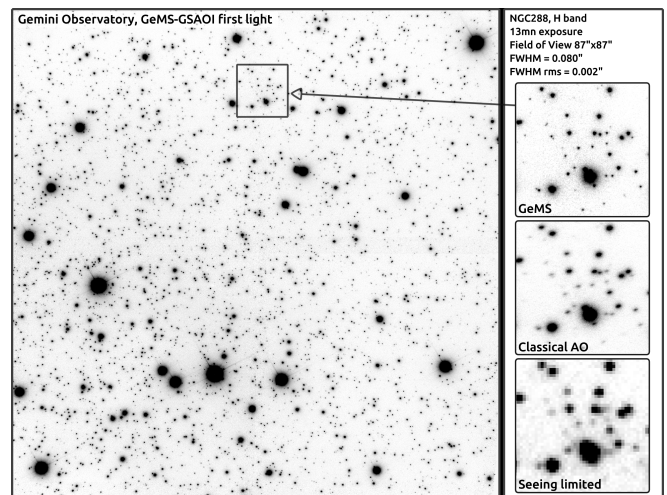 Gemini Observatory, GeMS-GSAOI first light
NGC288, H band
13mn exposure
Field of View 87"x87"
FWHM = 0.080"
FWHM rms = 0.002"
GeMS
Classical AO
Seeing limited